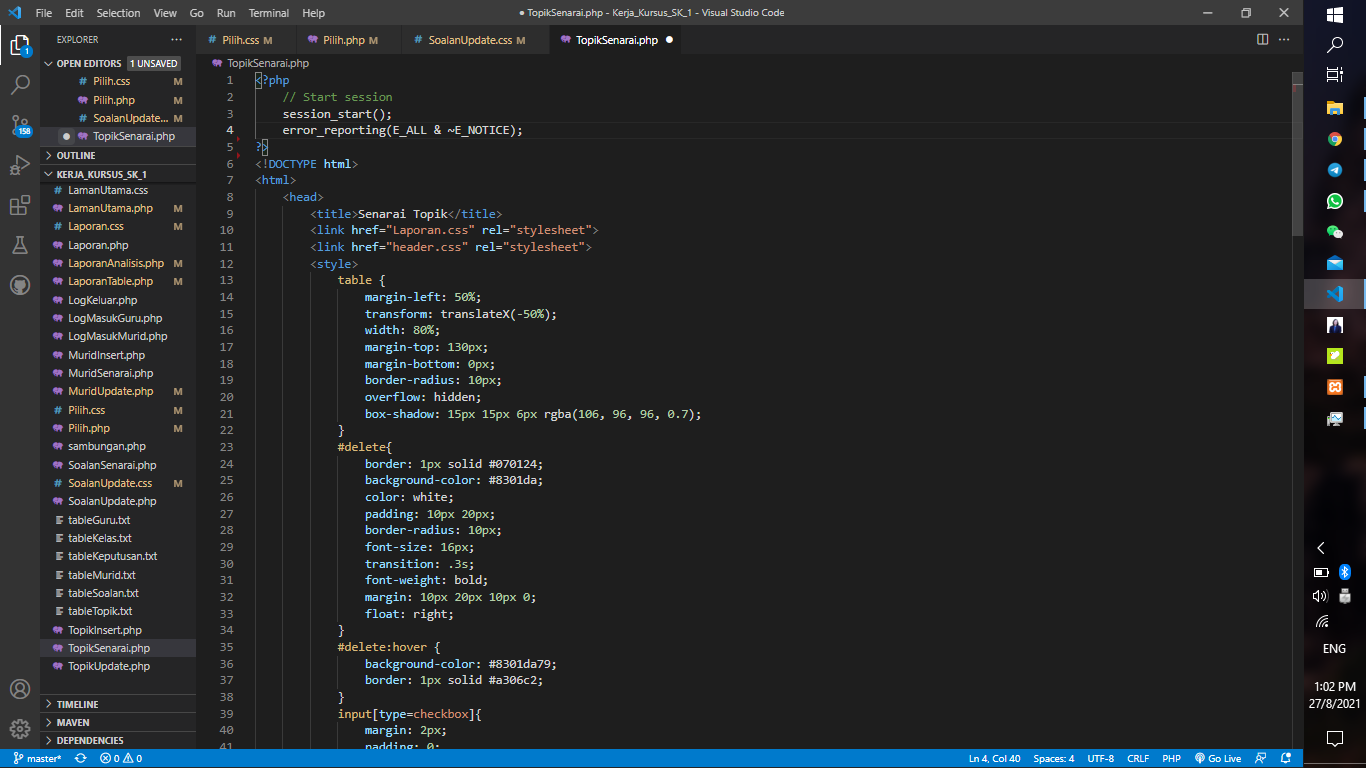 File Edit Selection View Go Run Terminal Help
● TopikSenarai.php - Kerja_Kursus_SK_1 - Visual Studio Code
EXPLORER ···
OPEN EDITORS 1 UNSAVED
# Pilih.css M
Pilih.php M
# SoalanUpdate... M
● TopikSenarai.php
OUTLINE
KERJA_KURSUS_SK_1
# LamanUtama.css
LamanUtama.php M
# Laporan.css M
Laporan.php
LaporanAnalisis.php M
LaporanTable.php M
LogKeluar.php
LogMasukGuru.php
LogMasukMurid.php
MuridInsert.php
MuridSenarai.php
MuridUpdate.php M
# Pilih.css M
Pilih.php M
sambungan.php
SoalanSenarai.php
# SoalanUpdate.css M
SoalanUpdate.php
tableGuru.txt
tableKelas.txt
tableKeputusan.txt
tableMurid.txt
tableSoalan.txt
tableTopik.txt
TopikInsert.php
TopikSenarai.php
TopikUpdate.php
TIMELINE
MAVEN
DEPENDENCIES
1
158
# Pilih.css M
Pilih.php M
# SoalanUpdate.css M
TopikSenarai.php ●
TopikSenarai.php
1 <?php
2 // Start session
3 session_start();
4 error_reporting(E_ALL & ~E_NOTICE);
5 ?>
6 <!DOCTYPE html>
7 <html>
8 <head>
9 <title>Senarai Topik</title>
10 <link href="Laporan.css" rel="stylesheet">
11 <link href="header.css" rel="stylesheet">
12 <style>
13 table {
14 margin-left: 50%;
15 transform: translateX(-50%);
16 width: 80%;
17 margin-top: 130px;
18 margin-bottom: 0px;
19 border-radius: 10px;
20 overflow: hidden;
21 box-shadow: 15px 15px 6px rgba(106, 96, 96, 0.7);
22 }
23 #delete{
24 border: 1px solid #070124;
25 background-color: #8301da;
26 color: white;
27 padding: 10px 20px;
28 border-radius: 10px;
29 font-size: 16px;
30 transition: .3s;
31 font-weight: bold;
32 margin: 10px 20px 10px 0;
33 float: right;
34 }
35 #delete:hover {
36 background-color: #8301da79;
37 border: 1px solid #a306c2;
38 }
39 input[type=checkbox]{
40 margin: 2px;
41 padding: 0;
master* 0 0
Ln 4, Col 40 Spaces: 4 UTF-8 CRLF PHP Go Live
ENG
1:02 PM
27/8/2021